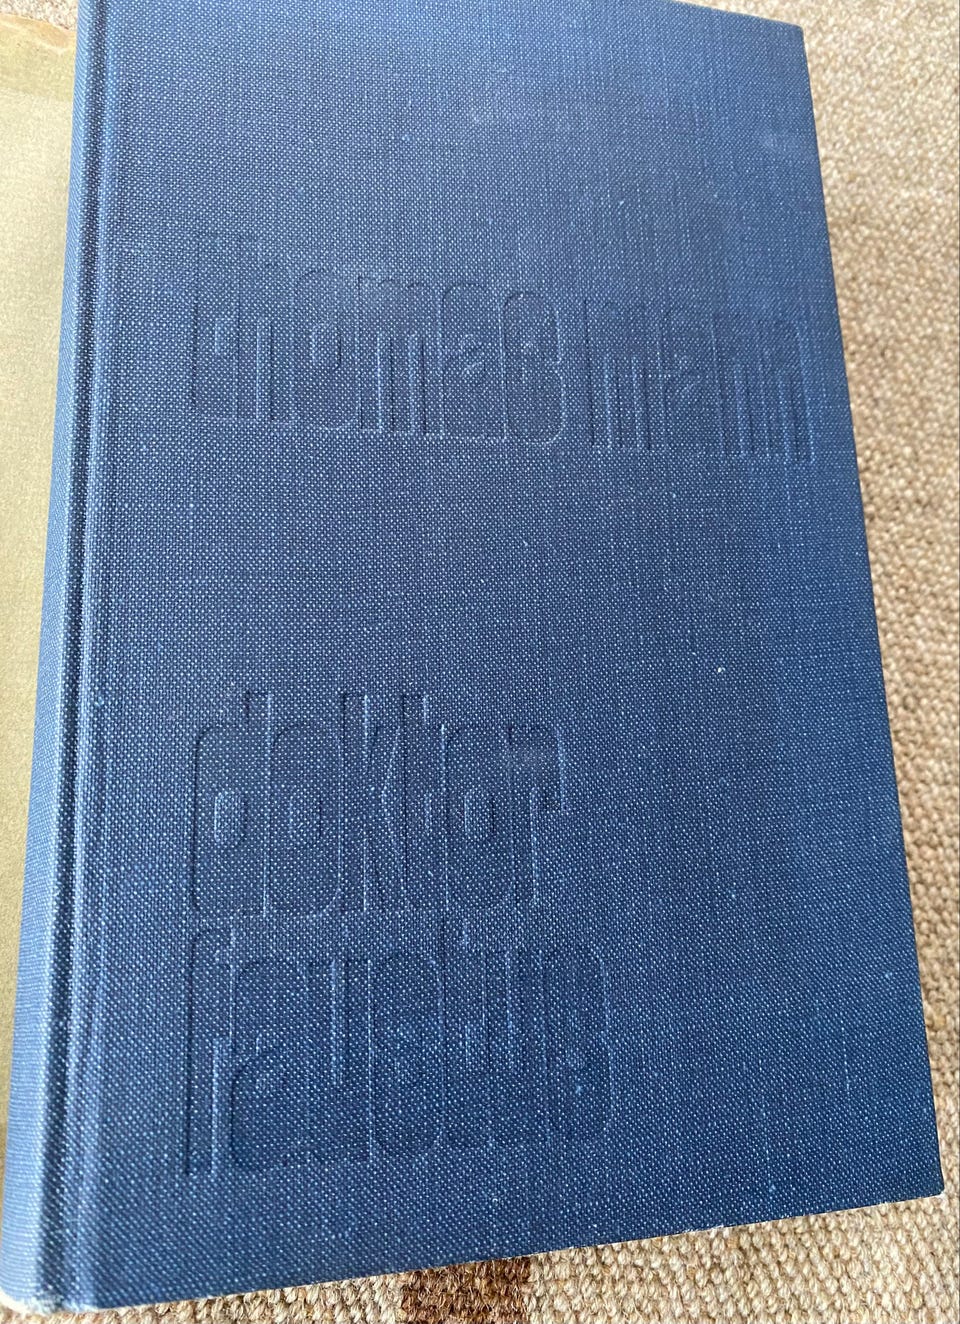 thomas mann
doktor
faustus